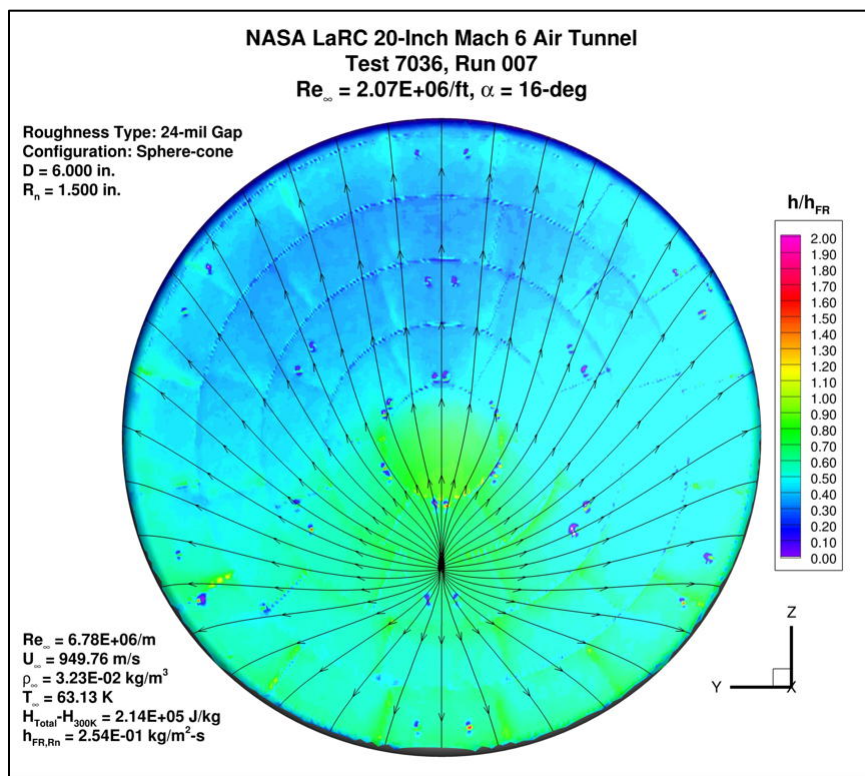 NASA LaRC 20-Inch Mach 6 Air Tunnel
Test 7036, Run 007
Re∞ = 2.07E+06/ft, α = 16-deg
Roughness Type: 24-mil Gap
Configuration: Sphere-cone
D = 6.000 in.
Rn = 1.500 in.
h/hFR
2.00
1.90
1.80
1.70
1.60
1.50
1.40
1.30
1.20
1.10
1.00
0.90
0.80
0.70
0.60
0.50
0.40
0.30
0.20
0.10
0.00
Z
Y
X
Re∞ = 6.78E+06/m
U∞ = 949.76 m/s
ρ∞ = 3.23E-02 kg/m³
T∞ = 63.13 K
HTotal-H300K = 2.14E+05 J/kg
hFR,Rn = 2.54E-01 kg/m²-s